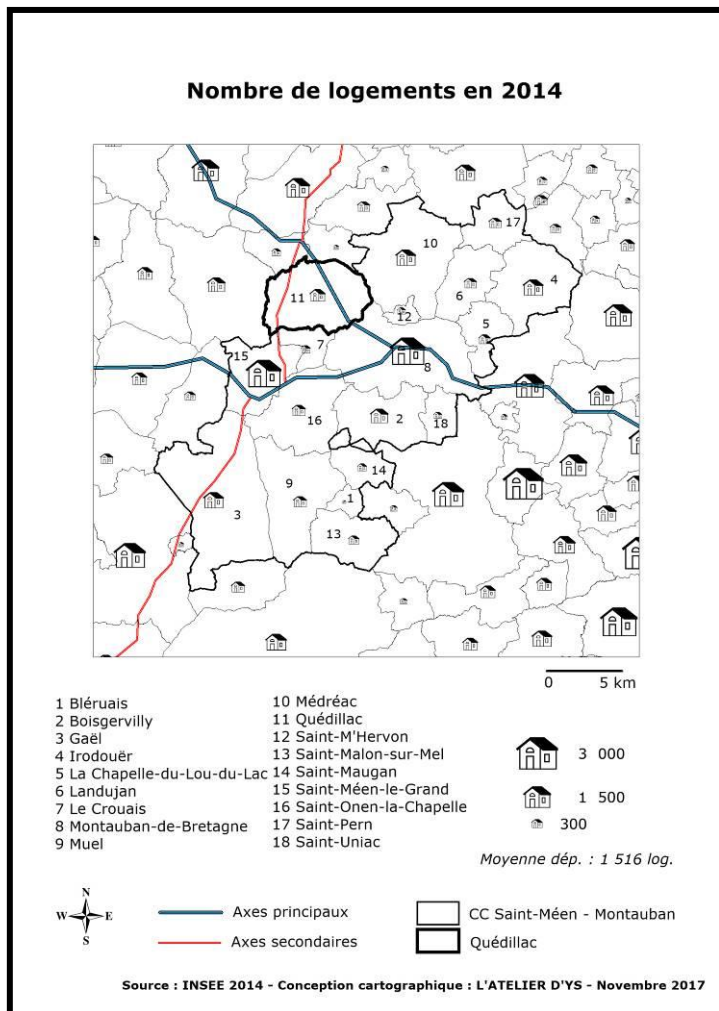 Nombre de logements en 2014
17
10
4
11
6
12
5
7
15
8
16
2
18
14
9
1
3
13
0 5 km
1 Bléruais
2 Boisgervilly
3 Gaël
4 Irodouër
5 La Chapelle-du-Lou-du-Lac
6 Landujan
7 Le Crouais
8 Montauban-de-Bretagne
9 Muel
10 Médréac
11 Quédillac
12 Saint-M'Hervon
13 Saint-Malon-sur-Mel
14 Saint-Maugan
15 Saint-Méen-le-Grand
16 Saint-Onen-la-Chapelle
17 Saint-Pern
18 Saint-Uniac
3 000
1 500
300
Moyenne dép. : 1 516 log.
N
W E
S
Axes principaux
Axes secondaires
CC Saint-Méen - Montauban
Quédillac
Source : INSEE 2014 - Conception cartographique : L'ATELIER D'YS - Novembre 2017